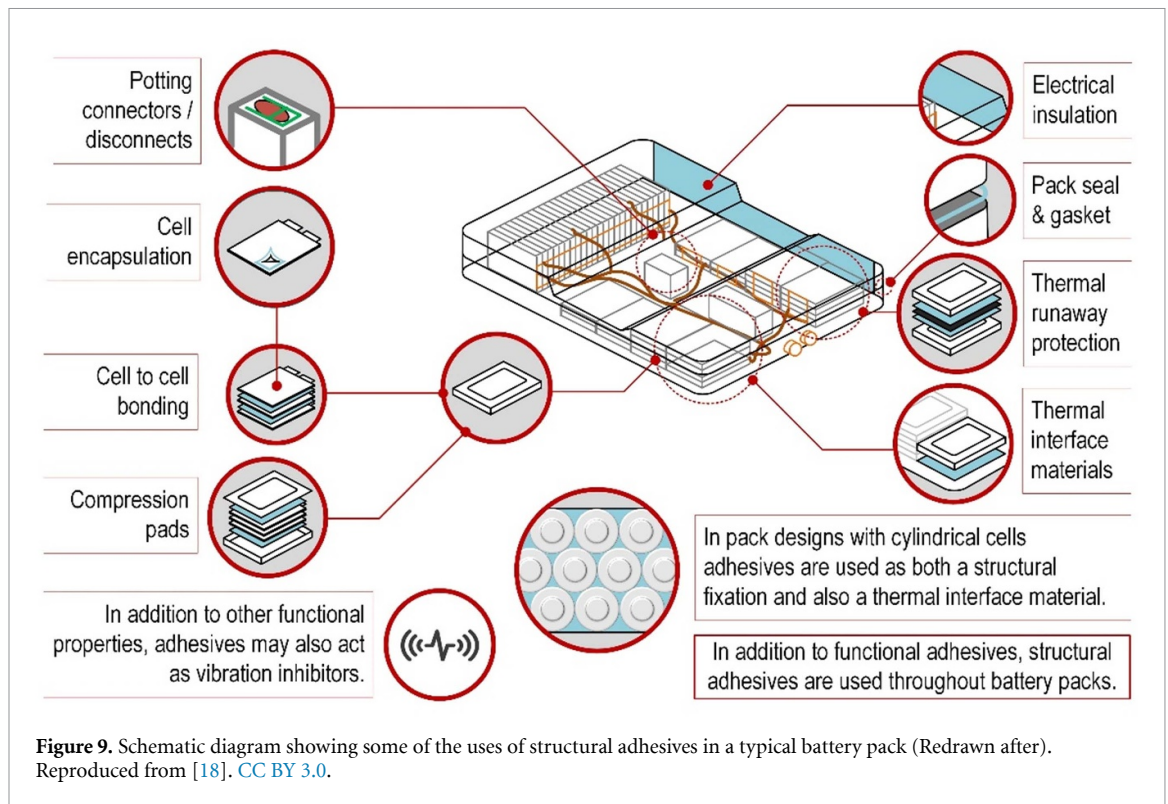 Potting
connectors /
disconnects
Cell
encapsulation
Cell to cell
bonding
Compression
pads
In addition to other functional
properties, adhesives may also act
as vibration inhibitors.
Electrical
insulation
Pack seal
& gasket
Thermal
runaway
protection
Thermal
interface
materials
In pack designs with cylindrical cells
adhesives are used as both a structural
fixation and also a thermal interface material.
In addition to functional adhesives, structural
adhesives are used throughout battery packs.
Figure 9. Schematic diagram showing some of the uses of structural adhesives in a typical battery pack (Redrawn after).
Reproduced from [18]. CC BY 3.0.